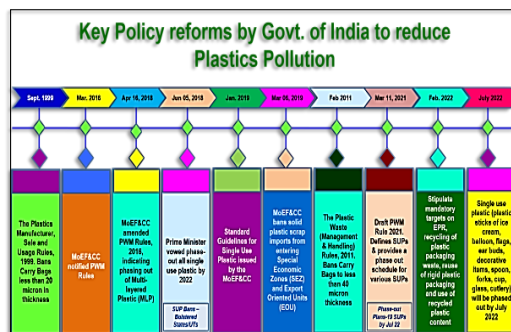 Key Policy reforms by Govt. of India to reduce
Plastics Pollution
Sept. 1999
Mar. 2016
Apr 16, 2018
Jun 05, 2018
Jan. 2019
Mar 06, 2019
Feb 2011
Mar 11, 2021
Feb. 2022
July 2022
The Plastics
Manufacturer,
Sele and
Usage Rules,
1999. Bans
Carry Bags less
than 20 micron
in thickness
MoEF&CC
notified PWM
Rules
MoEF&CC
amended PWM
Rules,
2016,
indicating phasing
out of Multi-
layered
Plastic (MLP)
Prime Minister
vowed phase-
out all single
use plastic by
2022
SUP Bans –
States/UTs
Standard
Guidelines for
Single Use
Plastic issued
by the
MoEF&CC
MoEF&CC
bans solid
plastic scrap
imports from
entering
Special
Economic
Zones (SEZ)
and Export
Oriented Units
(EOU)
The Plastic
Waste
(Management
& Handling)
Rules, 2011.
Bans Carry
Bags to less
than 40
micron
thickness
Draft PWM
Rule 2021.
Defines SUPs
& provides a
phase out
schedule for
various SUPs
Phase-out
SUPs
by Jul 22
Stipulate
mandatory
targets on
EPR,
recycling of
plastic
packaging
waste, reuse
of rigid plastic
packaging
and use of
recycled
plastic
content
Single use
plastic (plastic
sticks of ice
cream,
balloon, flags,
ear buds,
decorative
items, spoon,
forks, cup,
glass, cutlery)
will be phased
out by July
2022